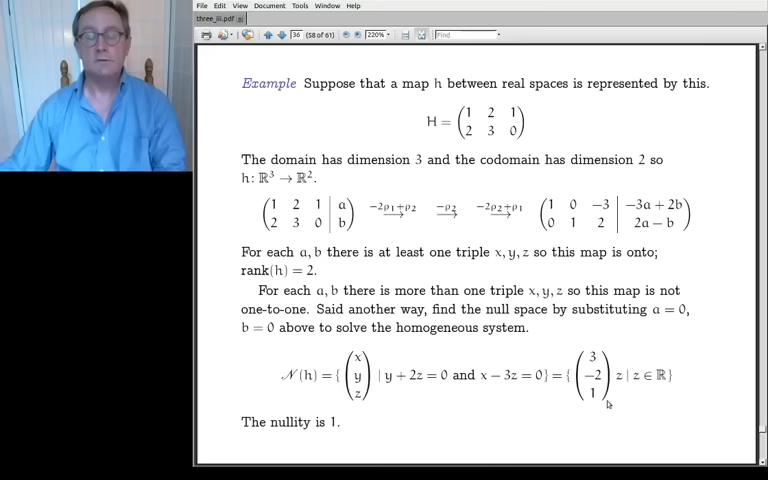 File Edit View Document Tools Window Help
three_iii.pdf
36 (58 of 61) 220% Find
Example Suppose that a map h between real spaces is represented by this.
H = ( 1 2 1
2 3 0 )
The domain has dimension 3 and the codomain has dimension 2 so
h: ℝ³ → ℝ².
( 1 2 1 | a
2 3 0 | b ) −2ρ₁+ρ₂ → −ρ₂ → −2ρ₂+ρ₁ → ( 1 0 −3 | −3a + 2b
0 1 2 | 2a − b )
For each a, b there is at least one triple x, y, z so this map is onto;
rank(h) = 2.
For each a, b there is more than one triple x, y, z so this map is not
one-to-one. Said another way, find the null space by substituting a = 0,
b = 0 above to solve the homogeneous system.
𝒩(h) = { ( x y z ) | y + 2z = 0 and x − 3z = 0 } = { ( 3 −2 1 ) z | z ∈ ℝ }
The nullity is 1.